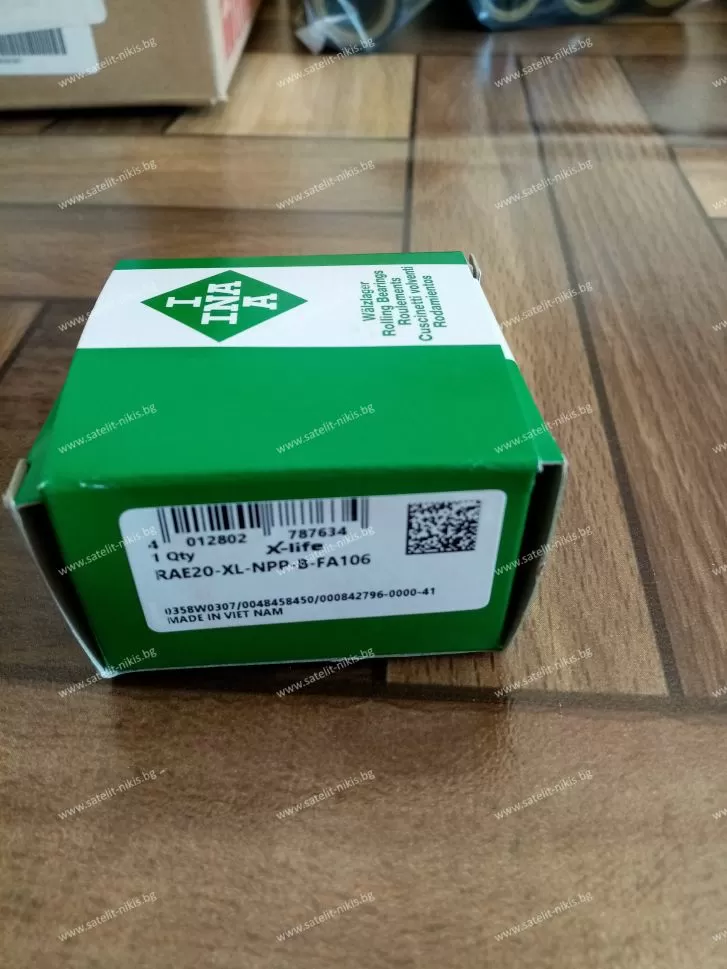 I
INA
A
Wälzlager
Rolling Bearings
Roulements
Cuscinetti volventi
Rodamientos
4 012802 787634
1 Qty
X-life
RAE20-XL-NPP-B-FA106
0358W0307/0048458450/000842796-0000-41
MADE IN VIET NAM
www.satelit-nikis.bg